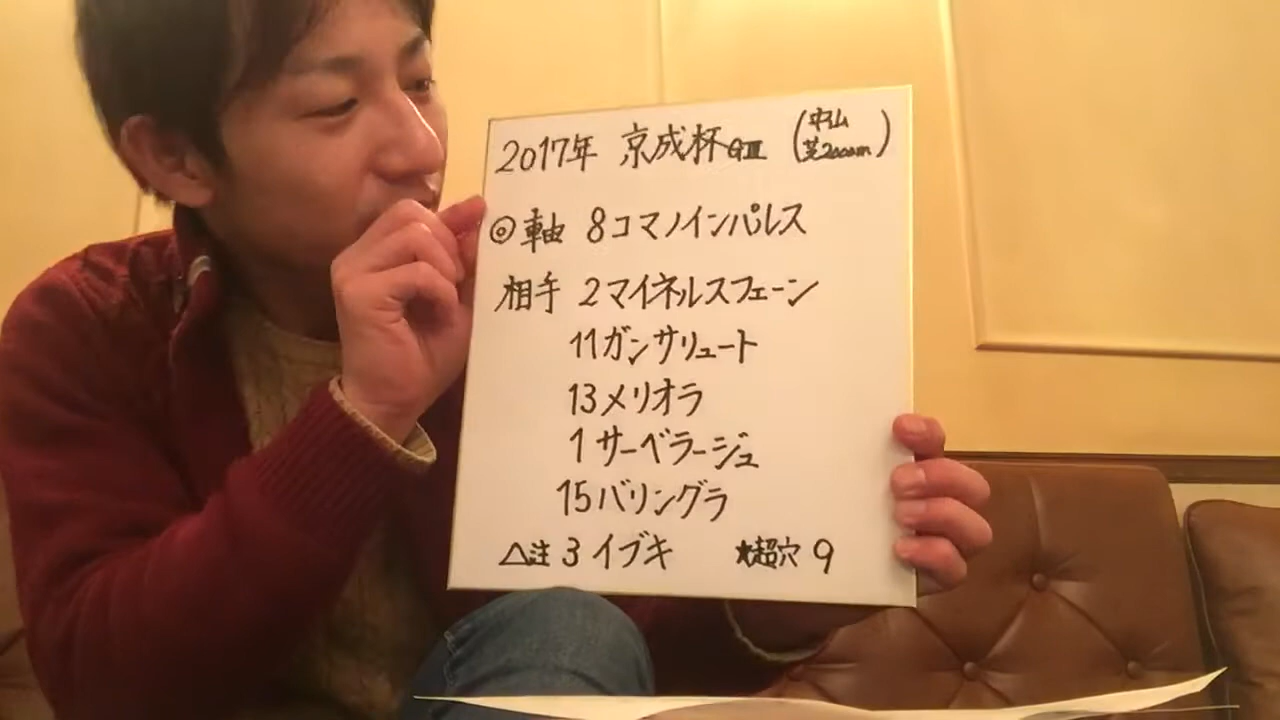 2017年 京成杯GⅢ (中山 芝2000m)
◎軸 8コマノインパルス
相手 2マイネルスフェーン
11ガンサリュート
13メリオラ
1サーベラージュ
15バリングラ
△注 3イブキ ★超穴 9